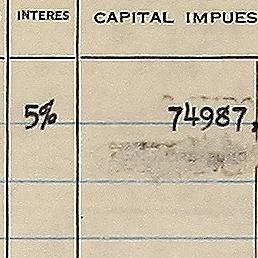 INTERES CAPITAL IMPUES
5% 74987,